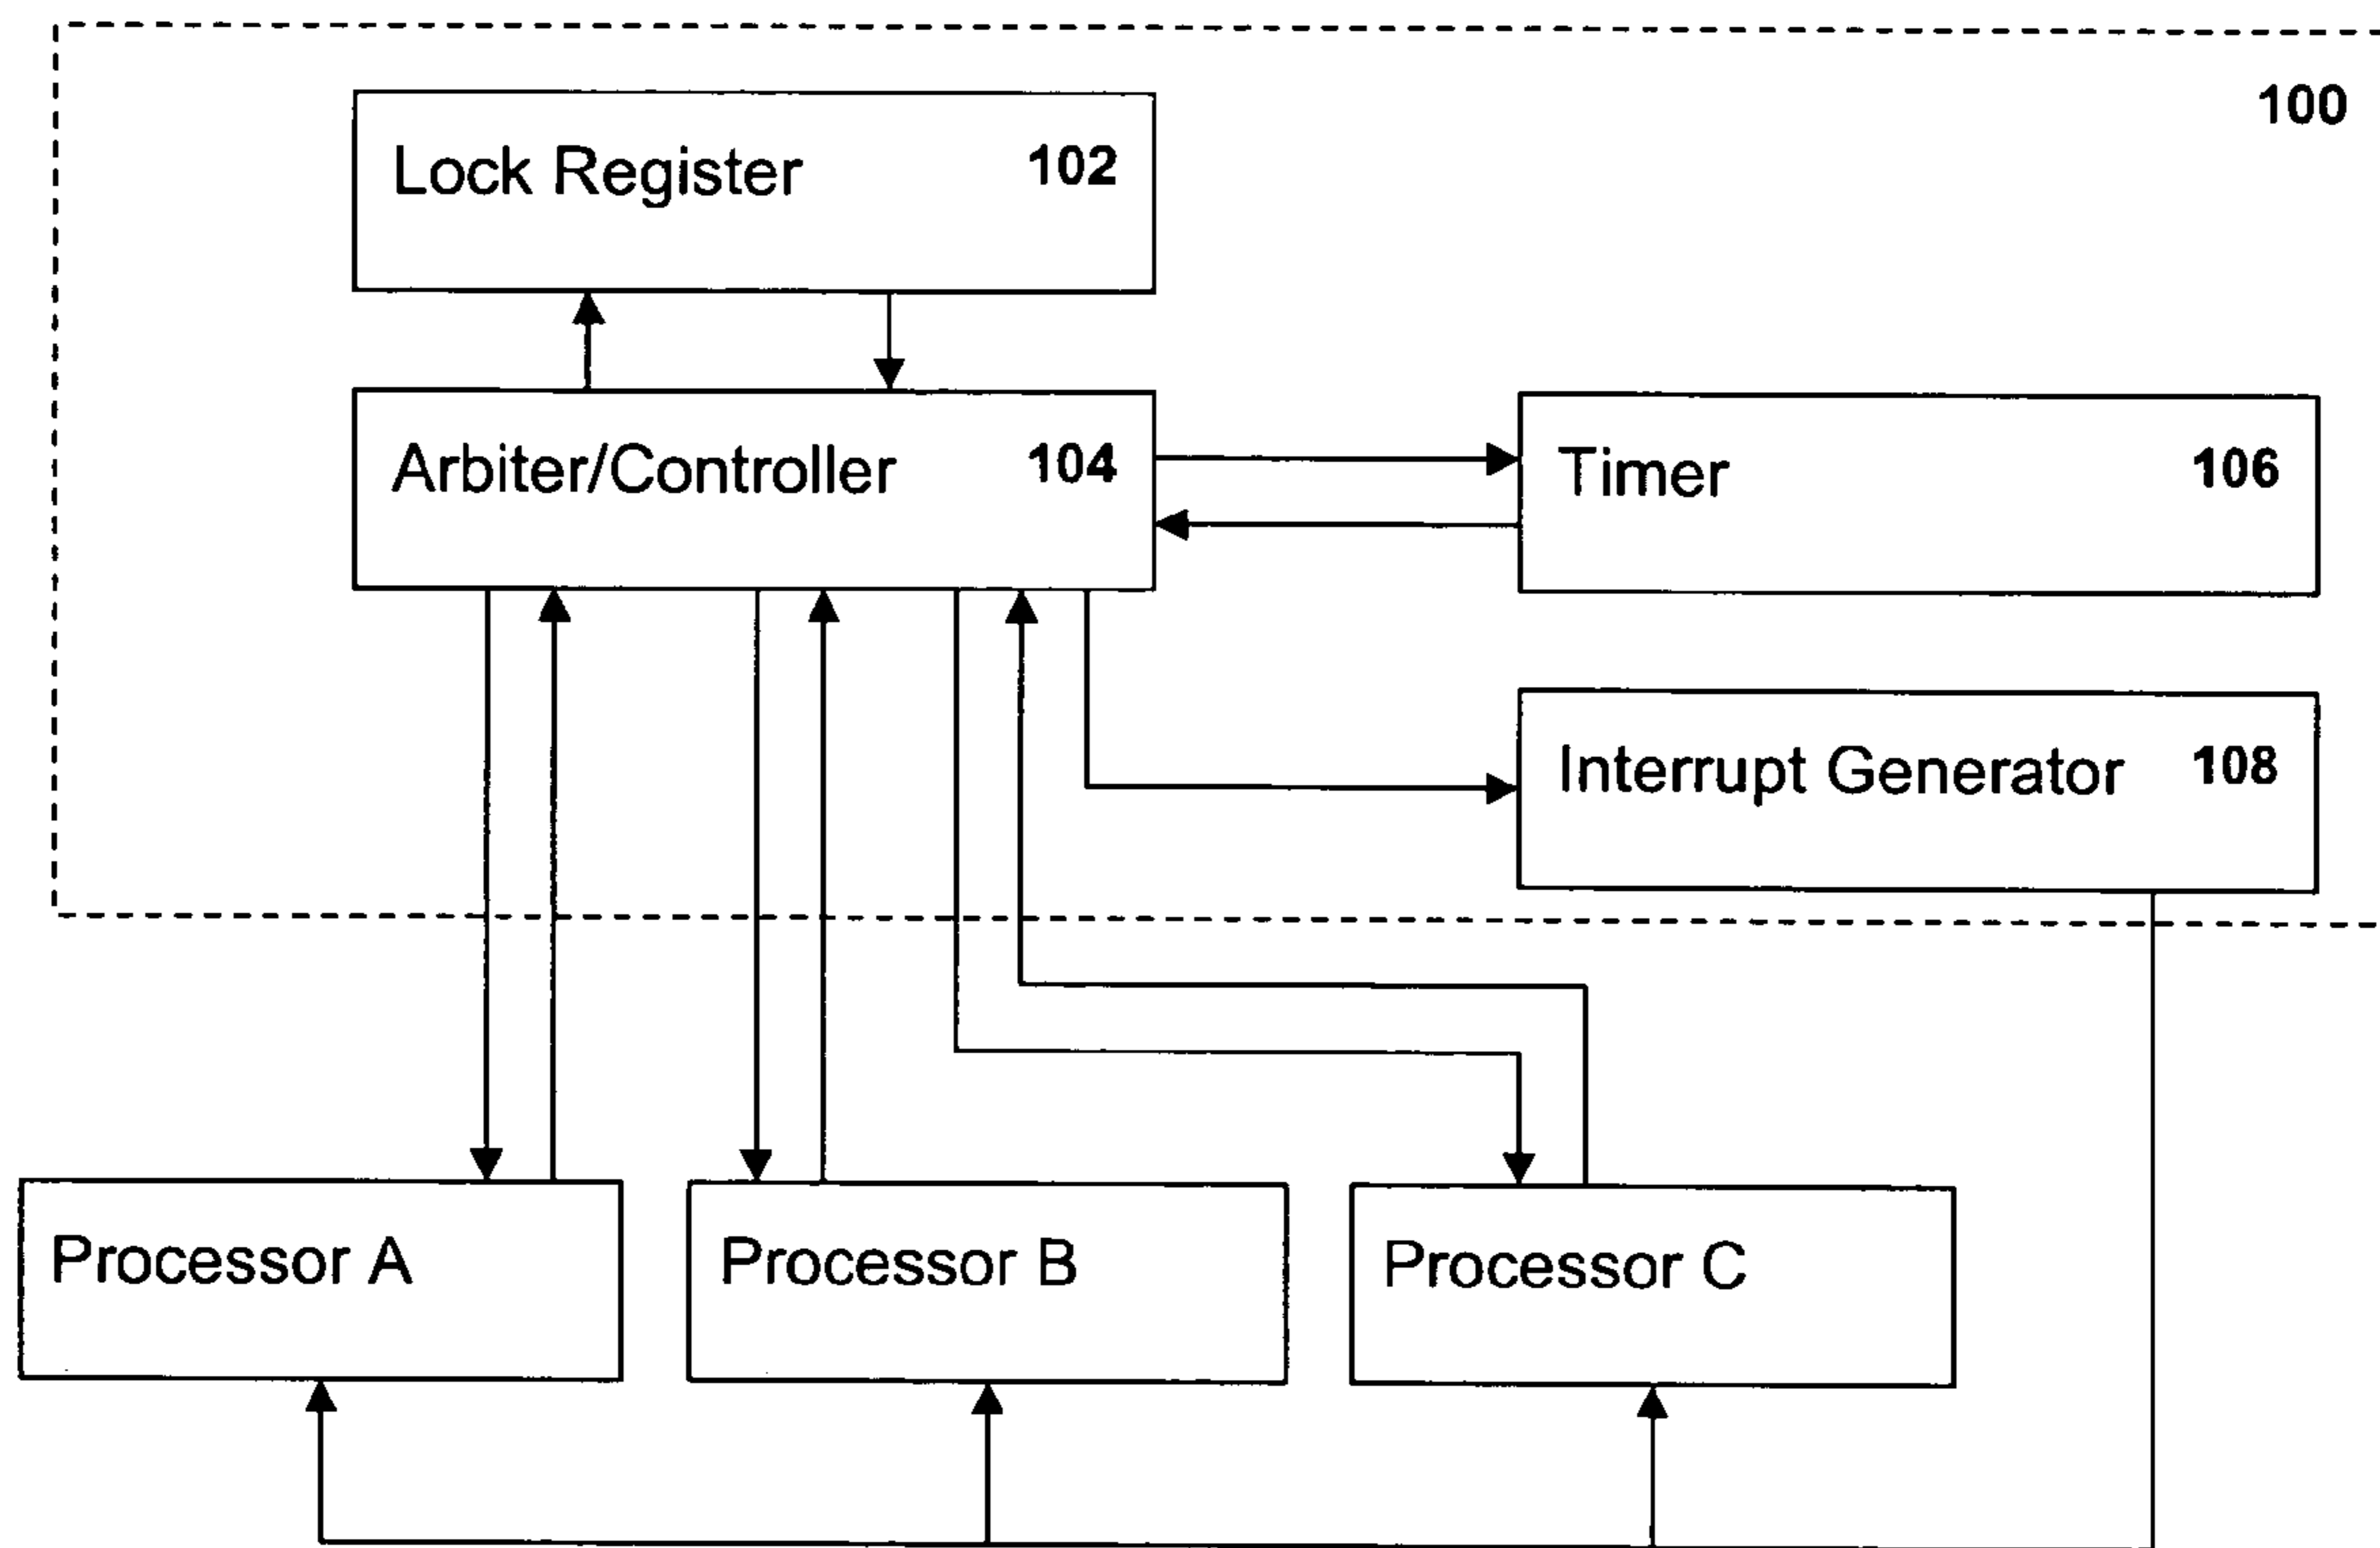 100
Lock Register 102
Arbiter/Controller 104
Timer 106
Interrupt Generator 108
Processor A
Processor B
Processor C